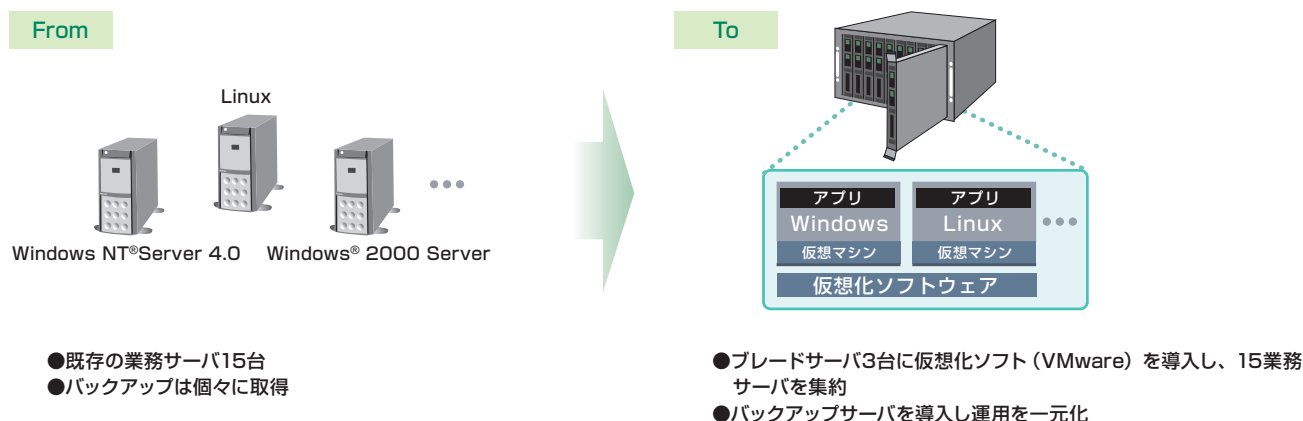 From
Linux
Windows NT®Server 4.0
Windows® 2000 Server
●既存の業務サーバ15台
●バックアップは個々に取得
To
アプリ
Windows
仮想マシン
アプリ
Linux
仮想マシン
仮想化ソフトウェア
●ブレードサーバ3台に仮想化ソフト（VMware）を導入し、15業務
サーバを集約
●バックアップサーバを導入し運用を一元化